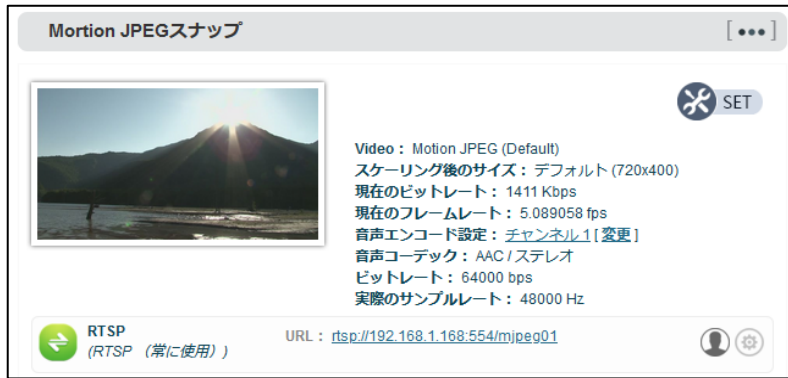 Mortion JPEGスナップ
[•••]
SET
Video： Motion JPEG (Default)
スケーリング後のサイズ： デフォルト (720x400)
現在のビットレート： 1411 Kbps
現在のフレームレート： 5.089058 fps
音声エンコード設定： チャンネル 1 [ 変更 ]
音声コーデック： AAC / ステレオ
ビットレート： 64000 bps
実際のサンプルレート： 48000 Hz
RTSP
(RTSP （常に使用）)
URL： rtsp://192.168.1.168:554/mjpeg01